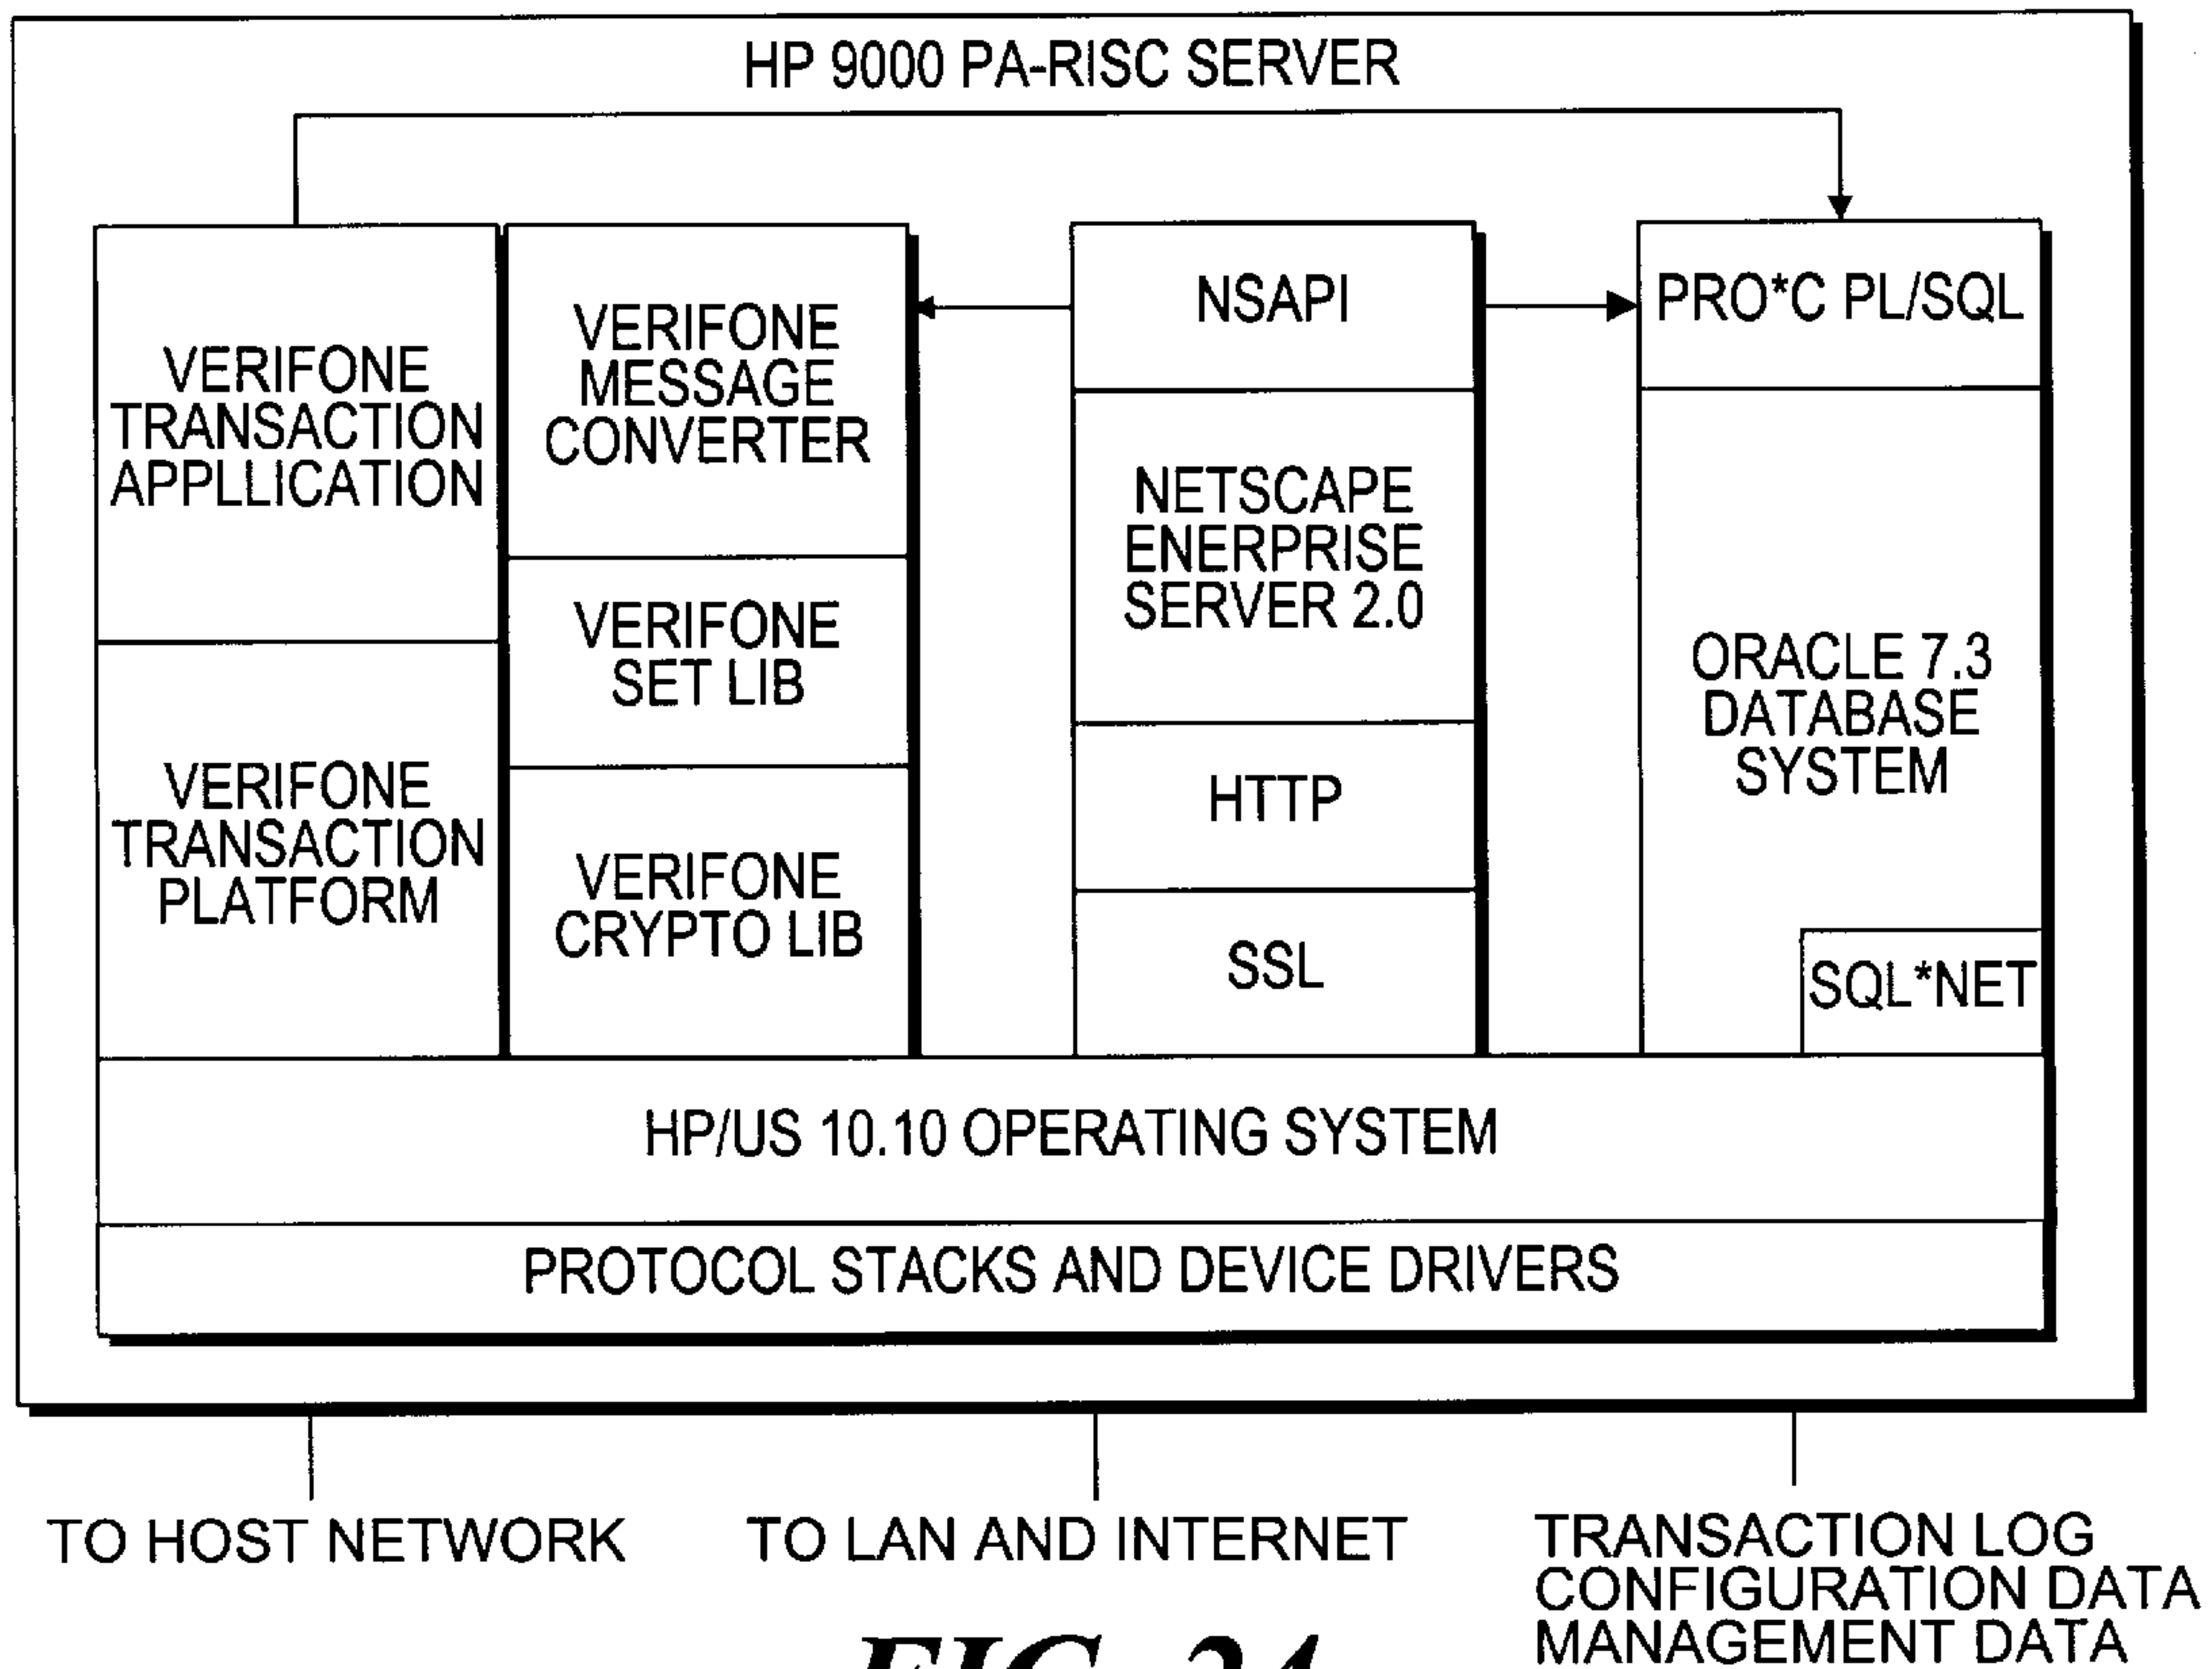 HP 9000 PA-RISC SERVER
VERIFONE
TRANSACTION
APPLLICATION
VERIFONE
TRANSACTION
PLATFORM
VERIFONE
MESSAGE
CONVERTER
VERIFONE
SET LIB
VERIFONE
CRYPTO LIB
NSAPI
NETSCAPE
ENERPRISE
SERVER 2.0
HTTP
SSL
PRO*C PL/SQL
ORACLE 7.3
DATABASE
SYSTEM
SQL*NET
HP/US 10.10 OPERATING SYSTEM
PROTOCOL STACKS AND DEVICE DRIVERS
TO HOST NETWORK
TO LAN AND INTERNET
TRANSACTION LOG
CONFIGURATION DATA
MANAGEMENT DATA
FIG. 24